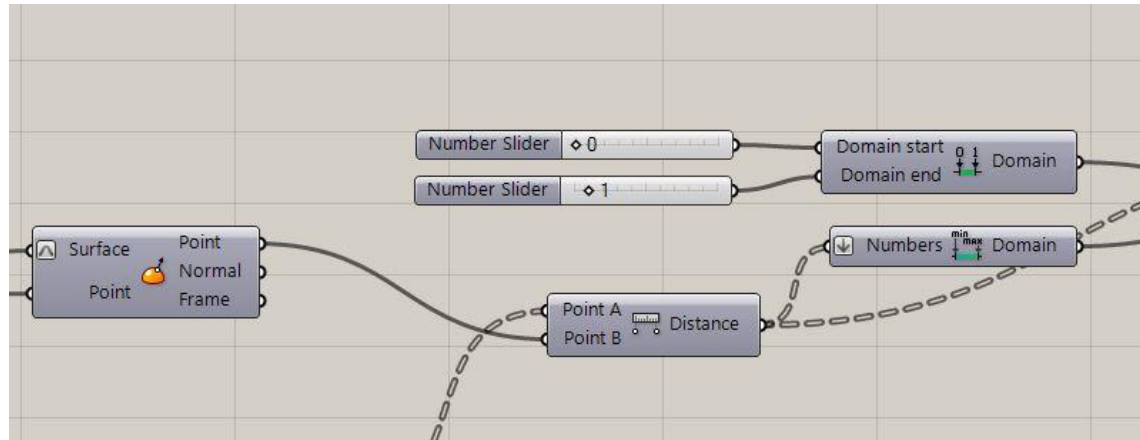 Number Slider 0
Number Slider 1
Domain start
Domain end
0 1
Domain
Surface
Point
Point
Normal
Frame
Numbers
min
max
Domain
Point A
Point B
Distance